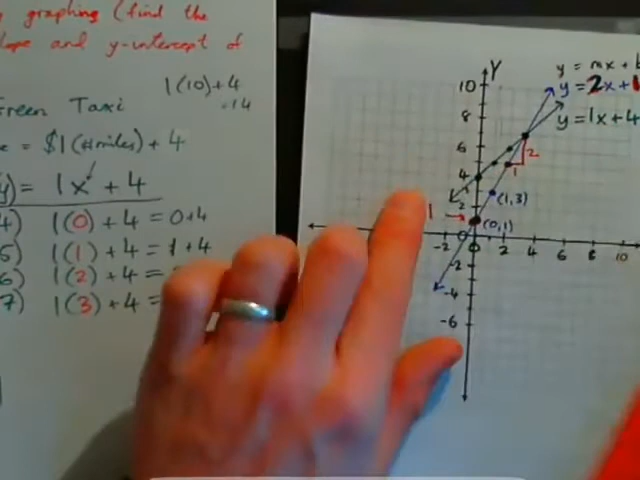 graphing (find the
slope and y-intercept of
1(10)+4
=14
Green Taxi
= $1(#miles) + 4
y) = 1x + 4
4) 1(0) + 4 = 0+4
5) 1(1) + 4 = 1+4
6) 1(2) + 4 =
7) 1(3) + 4 =
Y
y = mx + b
y = 2x + 1
y = 1x + 4
10
8
6
4
2
2
1
(1,3)
1
(0,1)
-2 0 2 4 6 8 10
-2
-4
-6